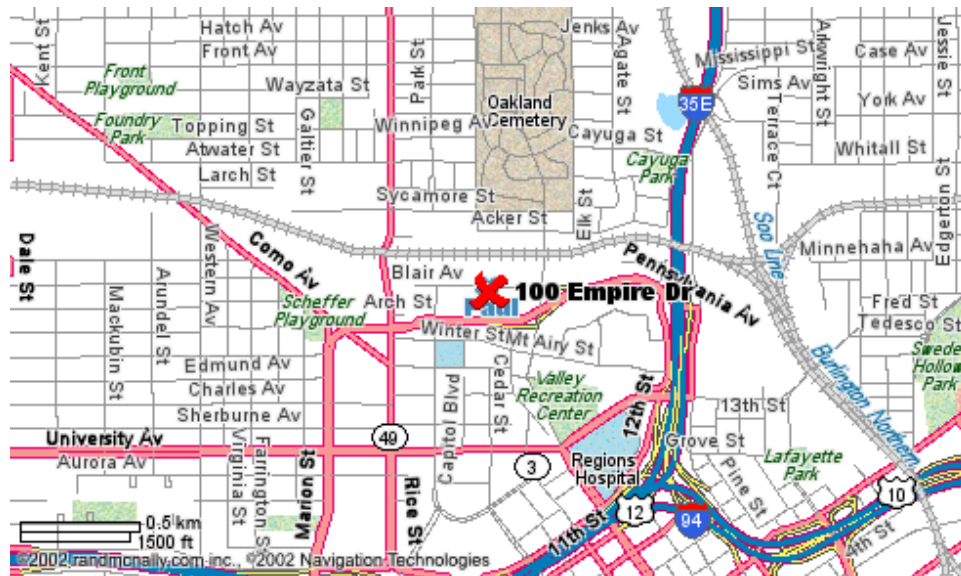 Kent St
Hatch Av
Front Av
Park St
Jenks Av
Agate St
Mississippi St
Arkwright St
Case Av
Jessie St
Front
Playground
Wayzata St
Sims Av
35E
York Av
Oakland
Cemetery
Foundry
Park
Topping St
Galtier St
Winnipeg Av
Cayuga St
Terrace Ct
Whitall St
Atwater St
Cayuga
Park
Larch St
Sycamore St
Acker St
Elk St
Edgerton St
Dale St
Western Av
Como Av
Soo Line
Minnehaha Av
Pennsylvania Av
Blair Av
Mackubin St
Arundel St
Scheffer
Playground
Arch St
Paul
100 Empire Dr
Fred St
Tedesco St
Winter St
Mt Airy St
Burlington Northern
Swede
Hollow
Park
Edmund Av
Charles Av
Sherburne Av
Capitol Blvd
Cedar St
Valley
Recreation
Center
12th St
13th St
University Av
49
Grove St
Aurora Av
Virginia St
Farrington S
Marion St
Rice St
3
Regions
Hospital
Pine St
Lafayette
Park
10
12
94
11th St
4th St
0.5 km
1500 ft
©2002 randmcnally.com inc., ©2002 Navigation Technologies